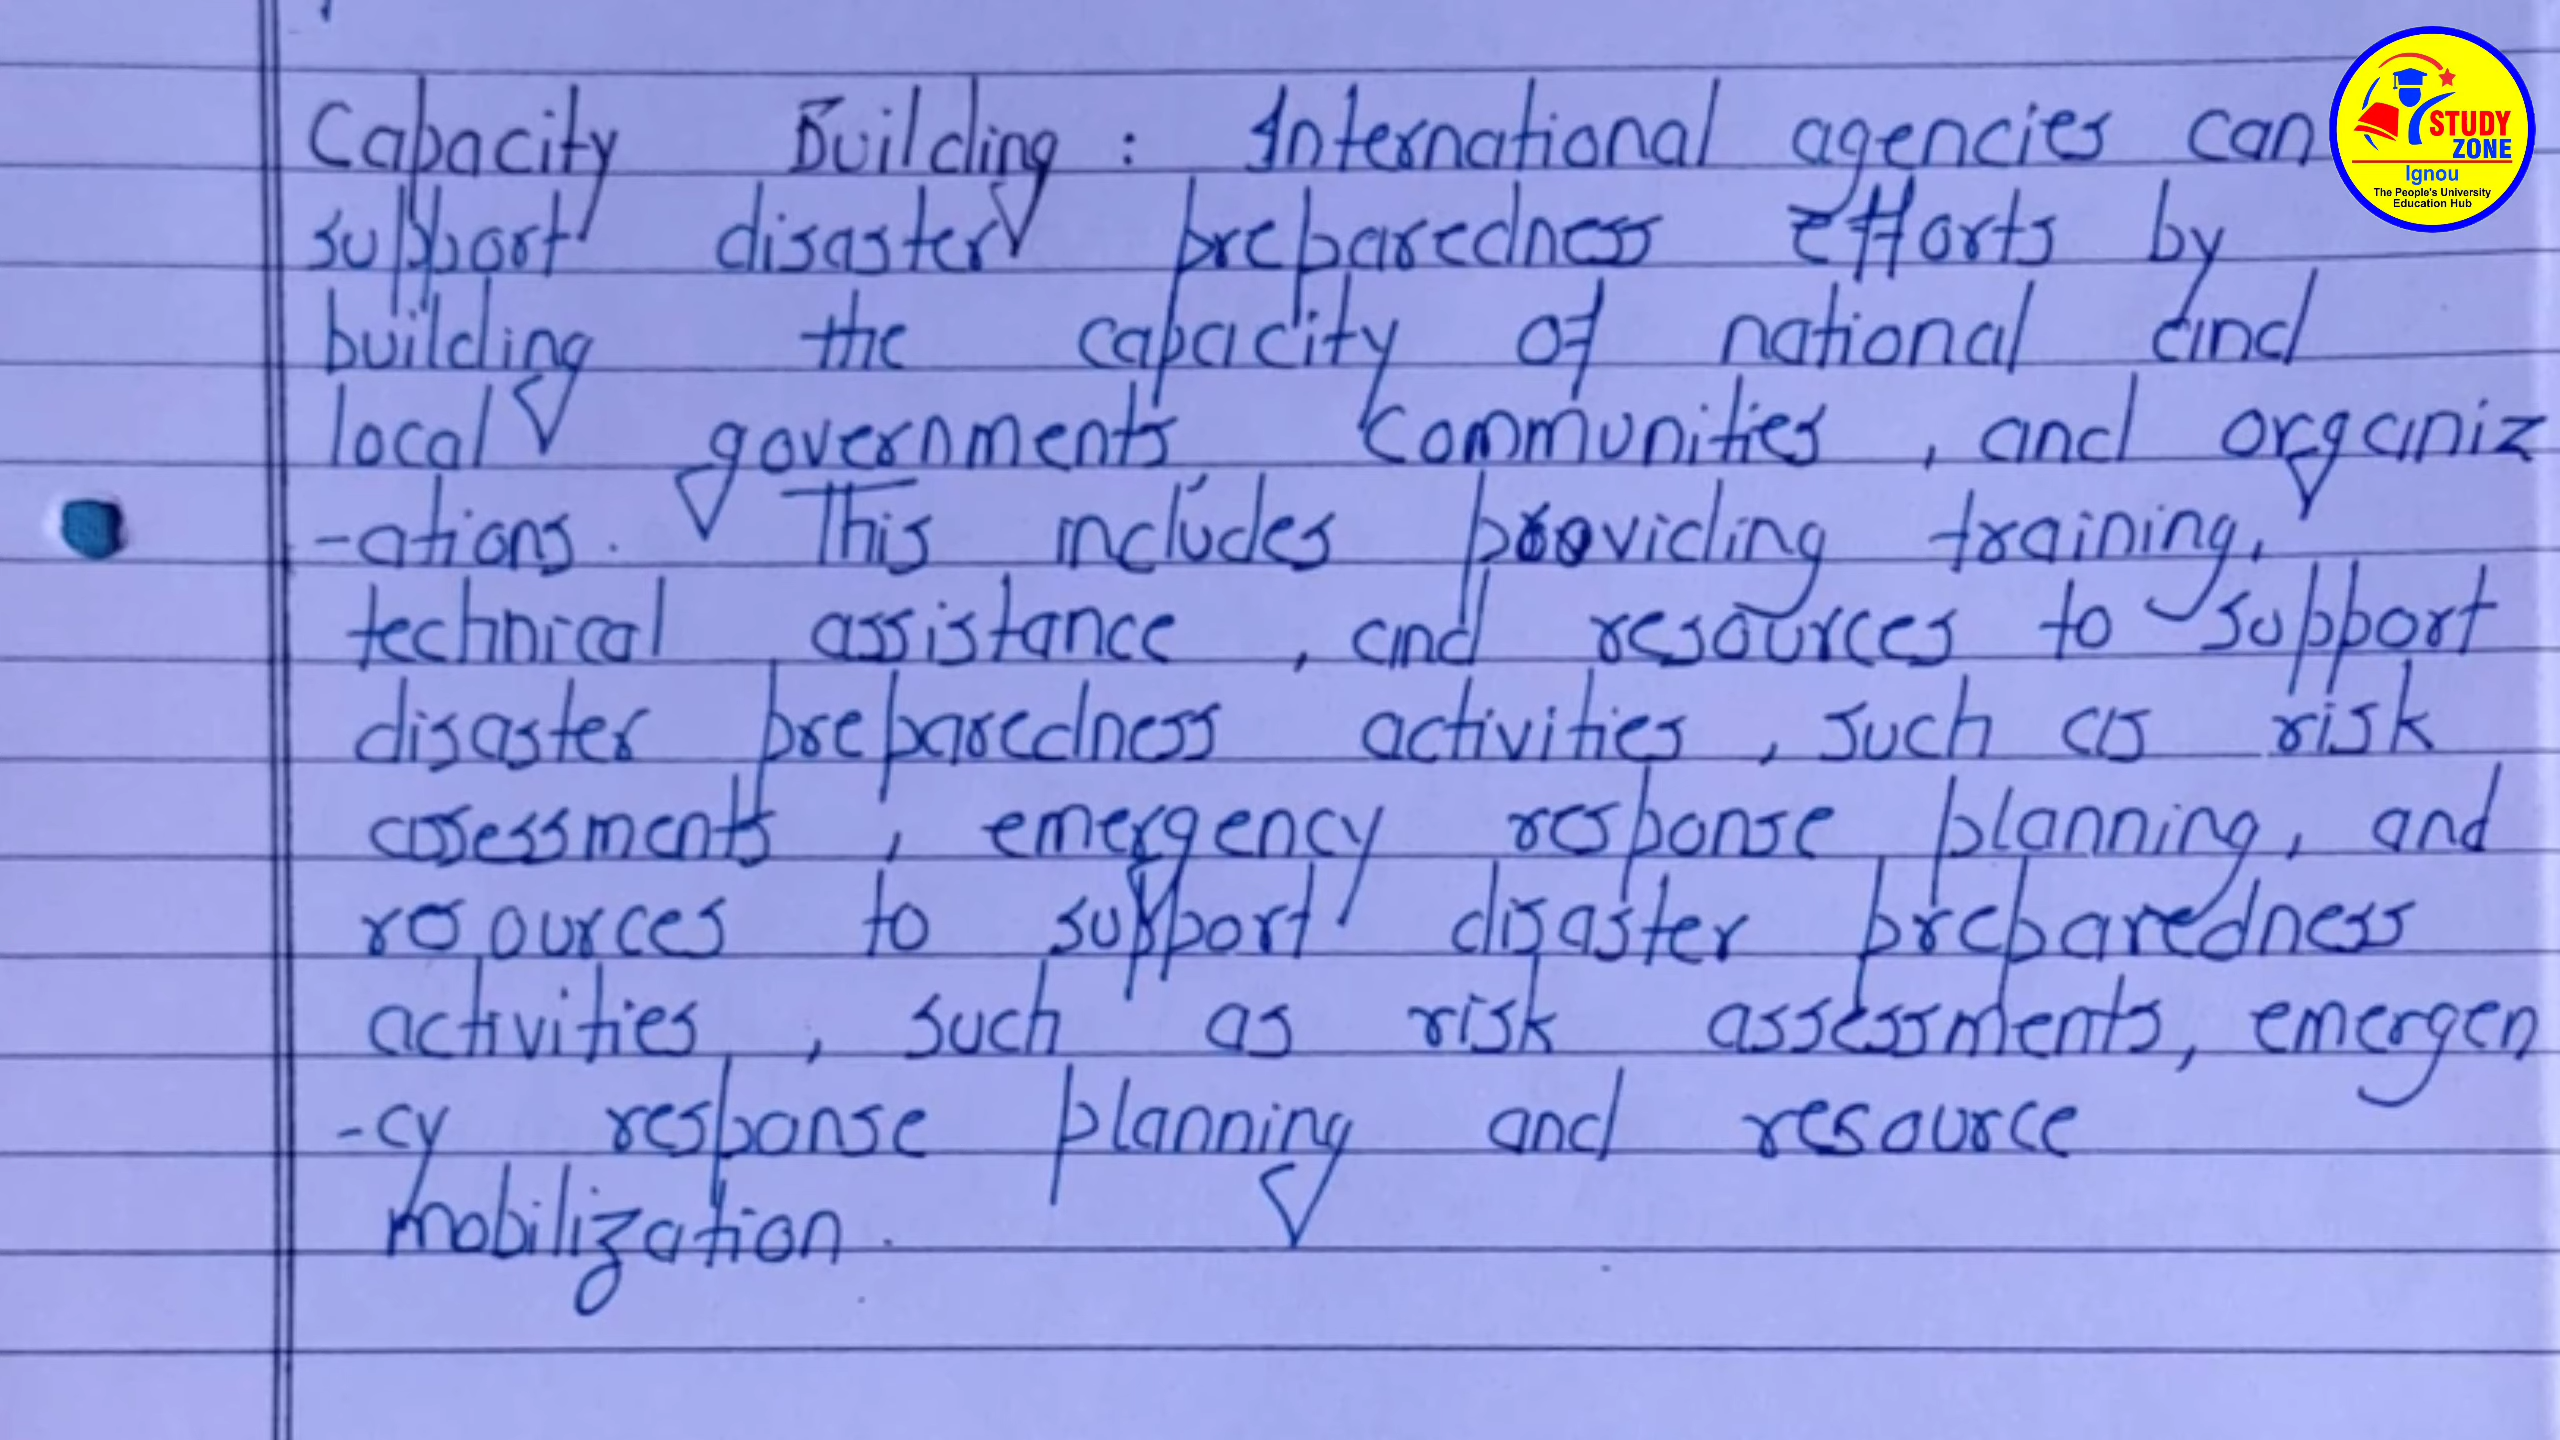 Capacity Building : International agencies can
support disaster preparedness efforts by
building the capacity of national and
local governments communities , and organiz
-ations. This includes providing training,
technical assistance , and resources to support
disaster preparedness activities , such as risk
assessments , emergency response planning, and
resources to support disaster preparedness
activities , such as risk assessments, emergen
-cy response planning and resource
mobilization.
STUDY
ZONE
Ignou
The People's University
Education Hub